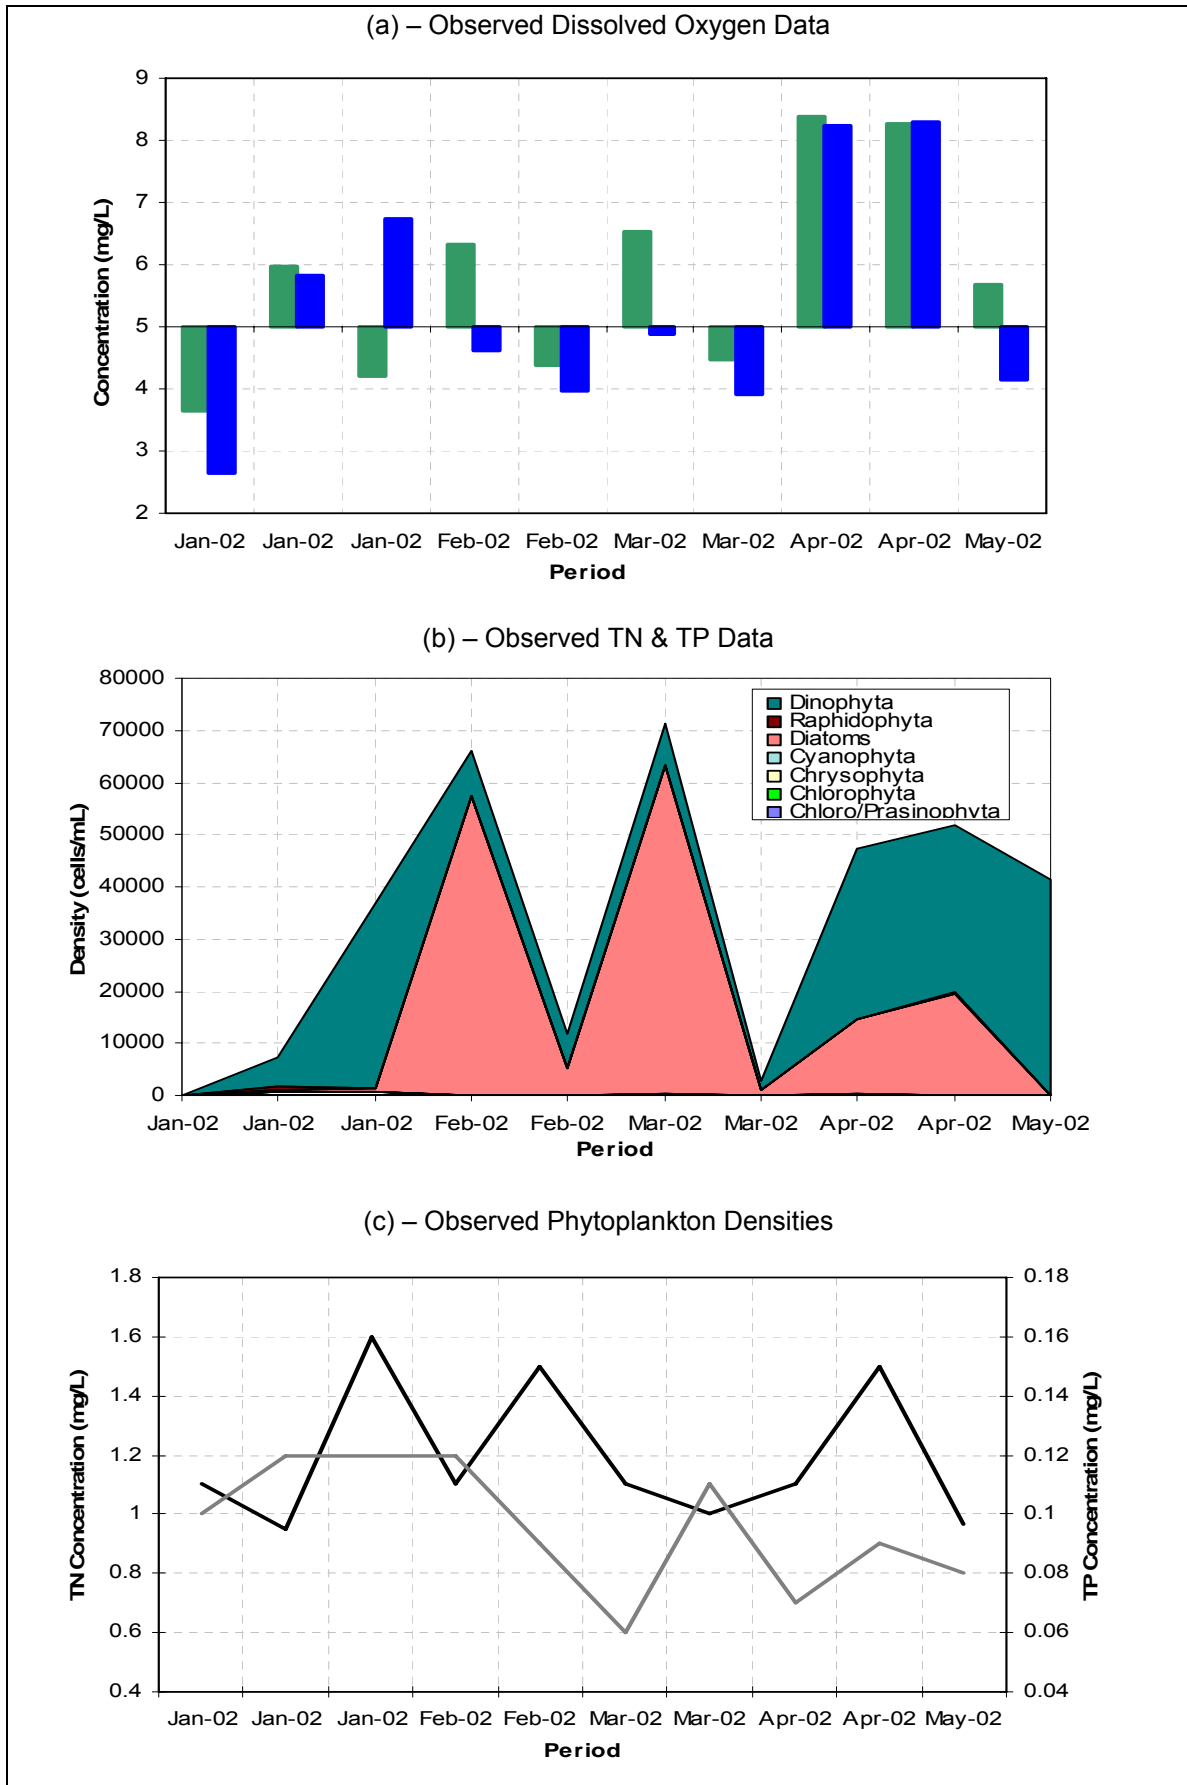 (a) – Observed Dissolved Oxygen Data
9
8
7
6
5
4
3
2
Concentration (mg/L)
Jan-02 Jan-02 Jan-02 Feb-02 Feb-02 Mar-02 Mar-02 Apr-02 Apr-02 May-02
Period
(b) – Observed TN & TP Data
80000
70000
60000
50000
40000
30000
20000
10000
0
Density (cells/mL)
Dinophyta
Raphidophyta
Diatoms
Cyanophyta
Chrysophyta
Chlorophyta
Chloro/Prasinophyta
Jan-02 Jan-02 Jan-02 Feb-02 Feb-02 Mar-02 Mar-02 Apr-02 Apr-02 May-02
Period
(c) – Observed Phytoplankton Densities
1.8
1.6
1.4
1.2
1
0.8
0.6
0.4
TN Concentration (mg/L)
0.18
0.16
0.14
0.12
0.1
0.08
0.06
0.04
TP Concentration (mg/L)
Jan-02 Jan-02 Jan-02 Feb-02 Feb-02 Mar-02 Mar-02 Apr-02 Apr-02 May-02
Period